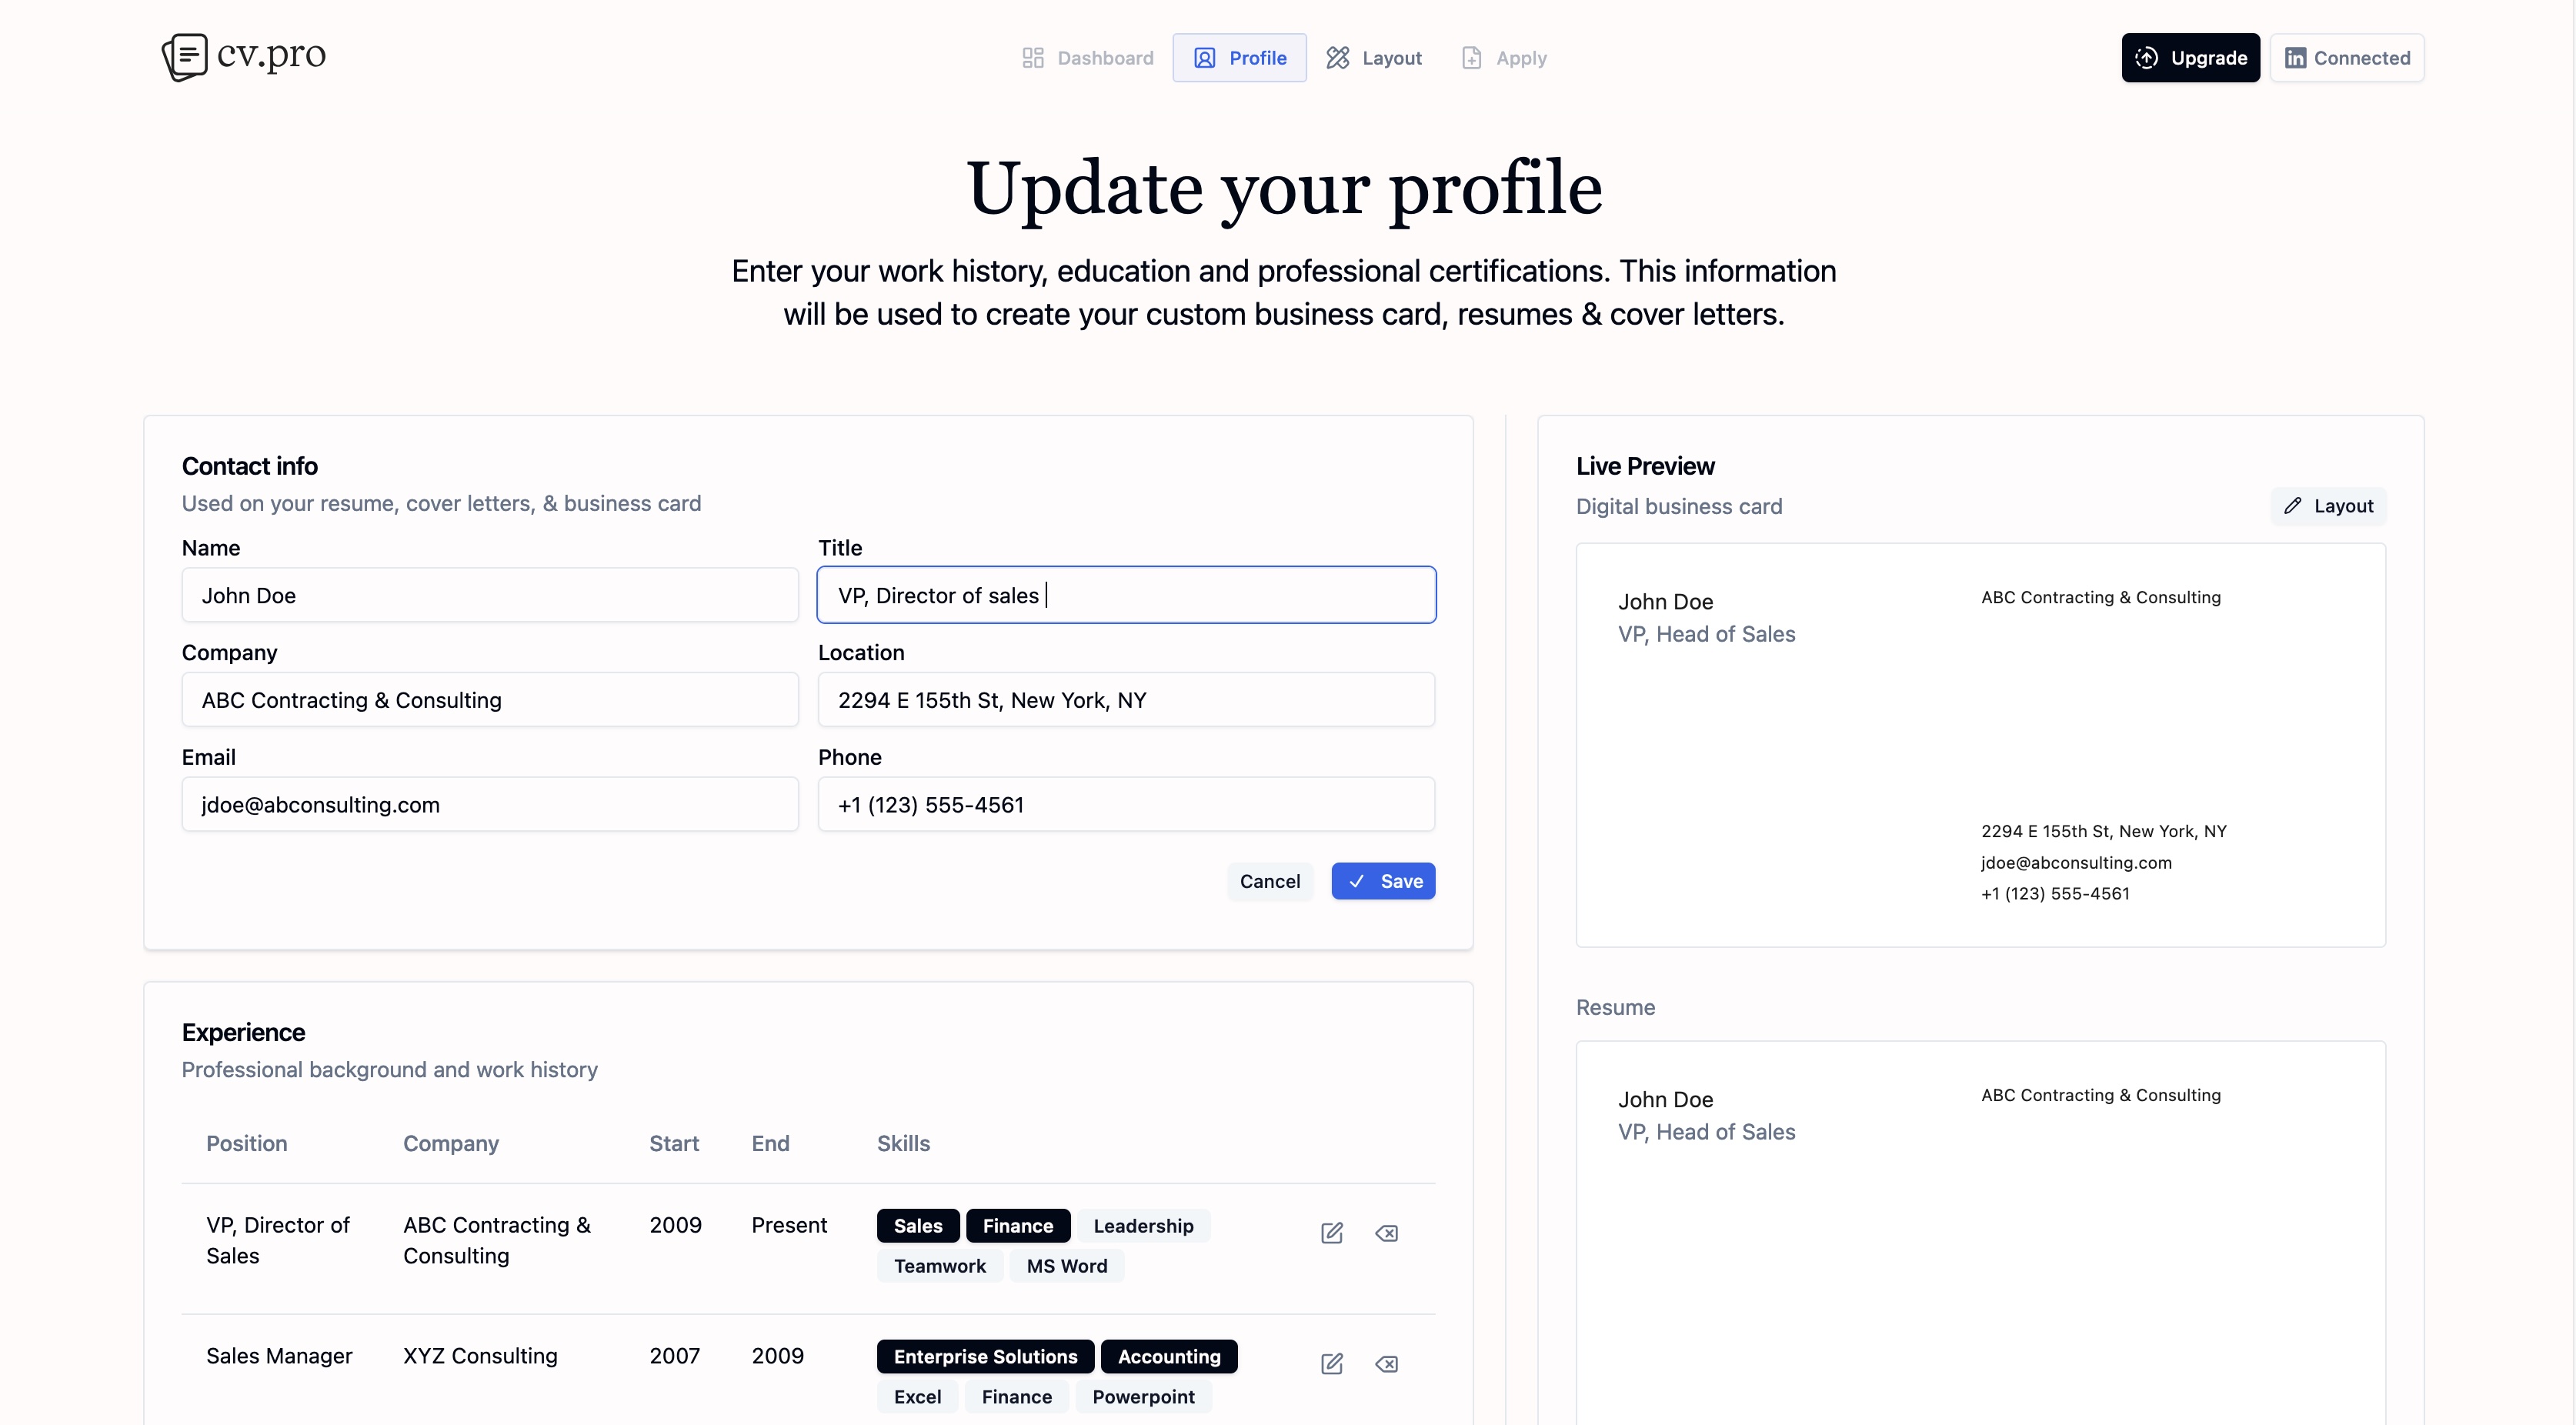 cv.pro
Dashboard
Profile
Layout
Apply
Upgrade
Connected
Update your profile
Enter your work history, education and professional certifications. This information
will be used to create your custom business card, resumes & cover letters.
Contact info
Used on your resume, cover letters, & business card
Name
Title
John Doe
VP, Director of sales
Company
Location
ABC Contracting & Consulting
2294 E 155th St, New York, NY
Email
Phone
jdoe@abconsulting.com
+1 (123) 555-4561
Cancel
Save
Experience
Professional background and work history
Position Company Start End Skills
VP, Director of
Sales
ABC Contracting &
Consulting
2009
Present
Sales Finance Leadership
Teamwork MS Word
Sales Manager
XYZ Consulting
2007
2009
Enterprise Solutions Accounting
Excel Finance Powerpoint
Live Preview
Digital business card
Layout
John Doe
VP, Head of Sales
ABC Contracting & Consulting
2294 E 155th St, New York, NY
jdoe@abconsulting.com
+1 (123) 555-4561
Resume
John Doe
VP, Head of Sales
ABC Contracting & Consulting